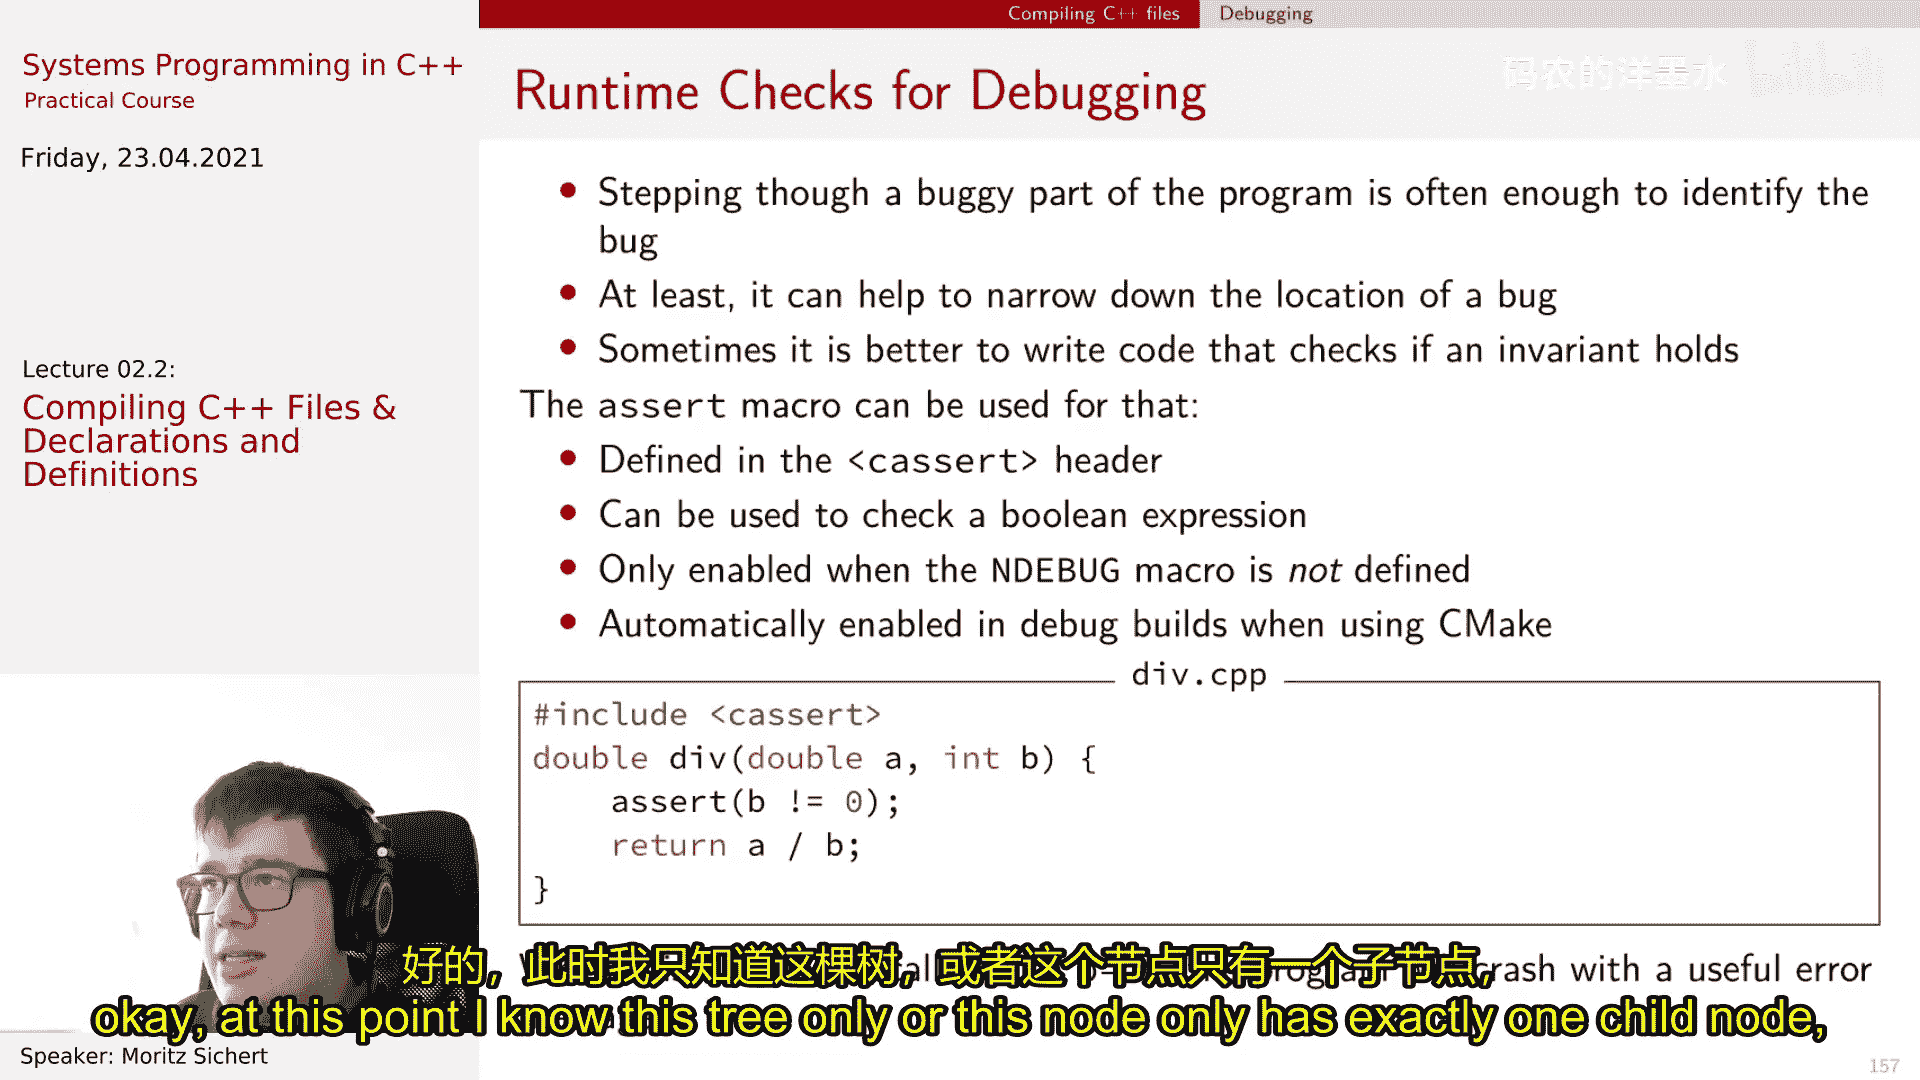 Compiling C++ files Debugging
Systems Programming in C++
Practical Course
Friday, 23.04.2021
Runtime Checks for Debugging
码农的洋墨水 bilibili
• Stepping though a buggy part of the program is often enough to identify the
bug
• At least, it can help to narrow down the location of a bug
• Sometimes it is better to write code that checks if an invariant holds
The assert macro can be used for that:
• Defined in the <cassert> header
• Can be used to check a boolean expression
• Only enabled when the NDEBUG macro is not defined
• Automatically enabled in debug builds when using CMake
Lecture 02.2:
Compiling C++ Files &
Declarations and
Definitions
div.cpp
#include <cassert>
double div(double a, int b) {
assert(b != 0);
return a / b;
}
crash with a useful error
好的，此时我只知道这棵树，或者这个节点只有一个子节点，
okay, at this point I know this tree only or this node only has exactly one child node,
Speaker: Moritz Sichert
157